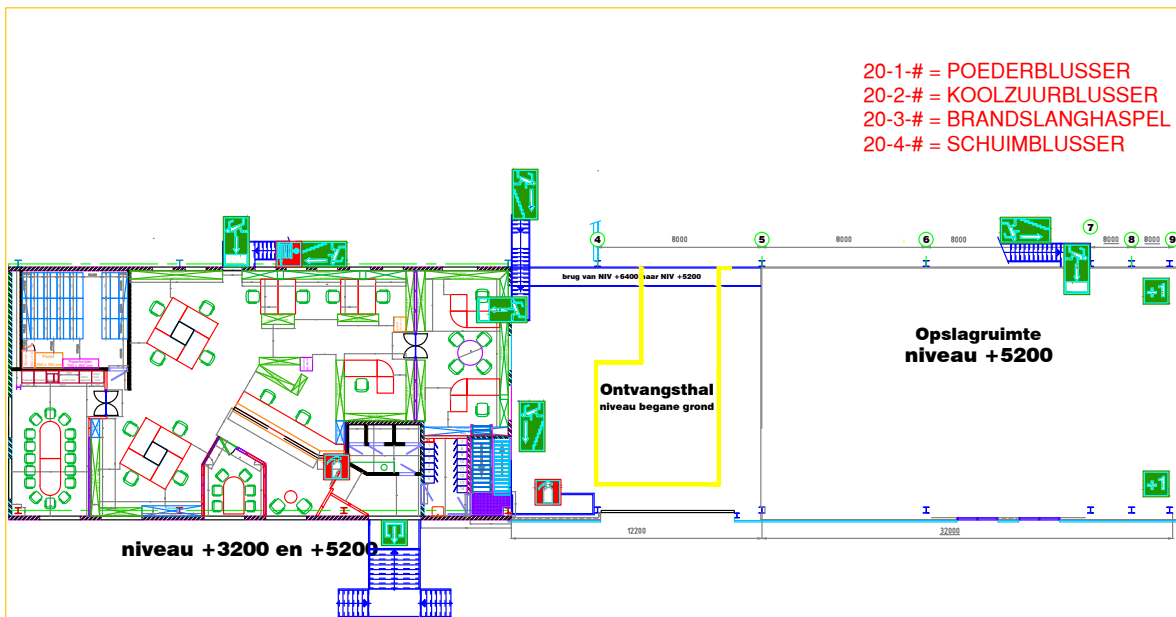 20-1-# = POEDERBLUSSER
20-2-# = KOOLZUURBLUSSER
20-3-# = BRANDSLANGHASPEL
20-4-# = SCHUIMBLUSSER
4
5
6
7
8
9
8000
8000
8000
8000
8000
brug van NIV +6400 naar NIV +5200
+1
Opslagruimte
niveau +5200
Ontvangsthal
niveau begane grond
+1
12200
32000
niveau +3200 en +5200